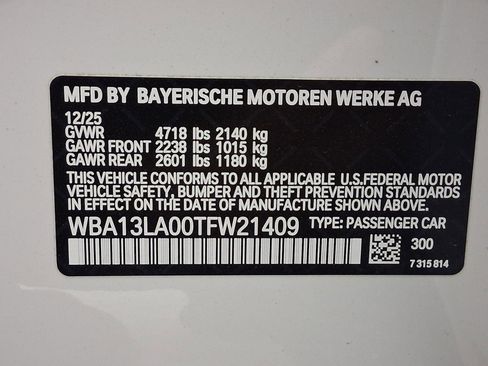 MFD BY BAYERISCHE MOTOREN WERKE AG
12/25
GVWR 4718 lbs 2140 kg
GAWR FRONT 2238 lbs 1015 kg
GAWR REAR 2601 lbs 1180 kg
THIS VEHICLE CONFORMS TO ALL APPLICABLE U.S.FEDERAL MOTOR
VEHICLE SAFETY, BUMPER AND THEFT PREVENTION STANDARDS
IN EFFECT ON THE DATE OF MANUFACTURE SHOWN ABOVE.
WBA13LA00TFW21409 TYPE: PASSENGER CAR
300
7 315 814